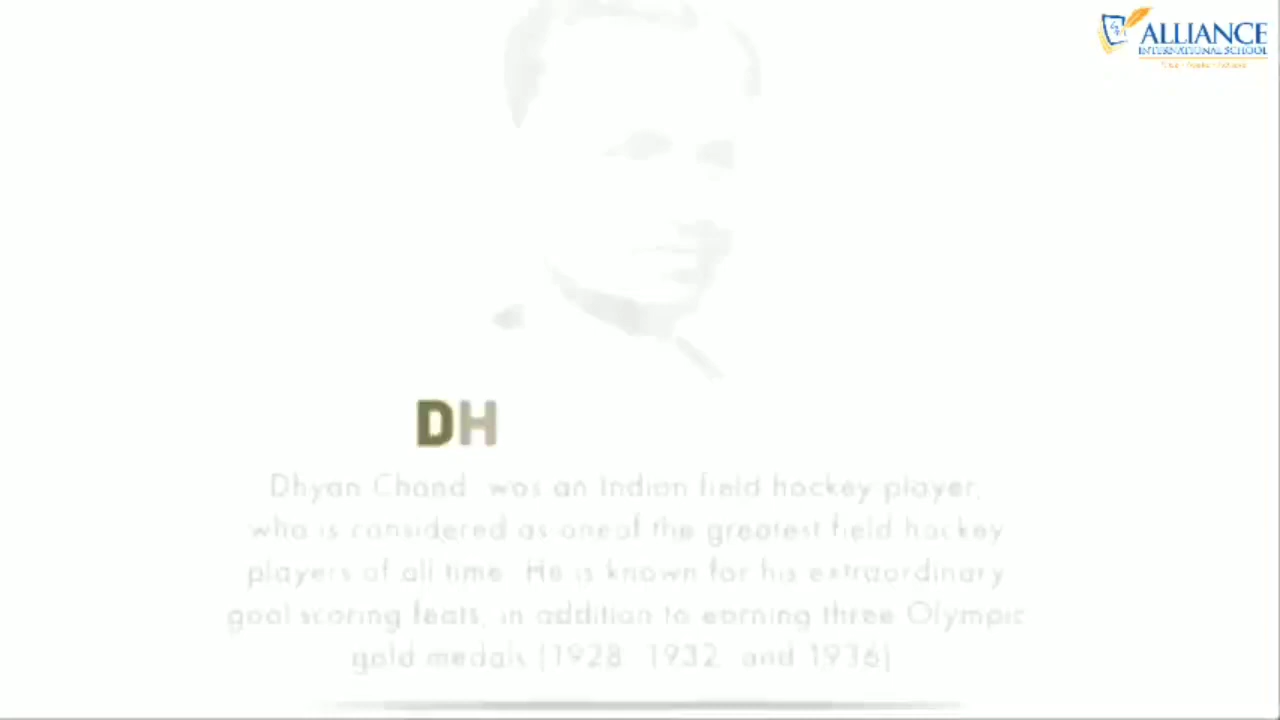 ALLIANCE
INTERNATIONAL SCHOOL
DH
Dhyan Chand was an Indian field hockey player,
who is considered as oneof the greatest field hockey
players of all time. He is known for his extraordinary
goal scoring feats, in addition to earning three Olympic
gold medals (1928, 1932, and 1936)